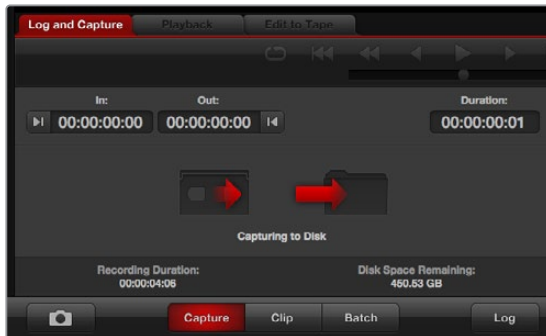 Log and Capture Playback Edit to Tape
In: Out: Duration:
00:00:00:00 00:00:00:00 00:00:00:01
Capturing to Disk
Recording Duration: Disk Space Remaining:
00:00:04:06 450.53 GB
Capture Clip Batch Log